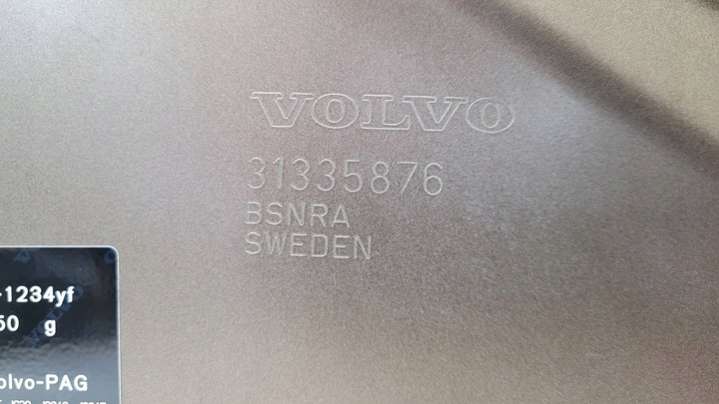 VOLVO
31335876
BSNRA
SWEDEN
-1234yf
50 g
olvo-PAG